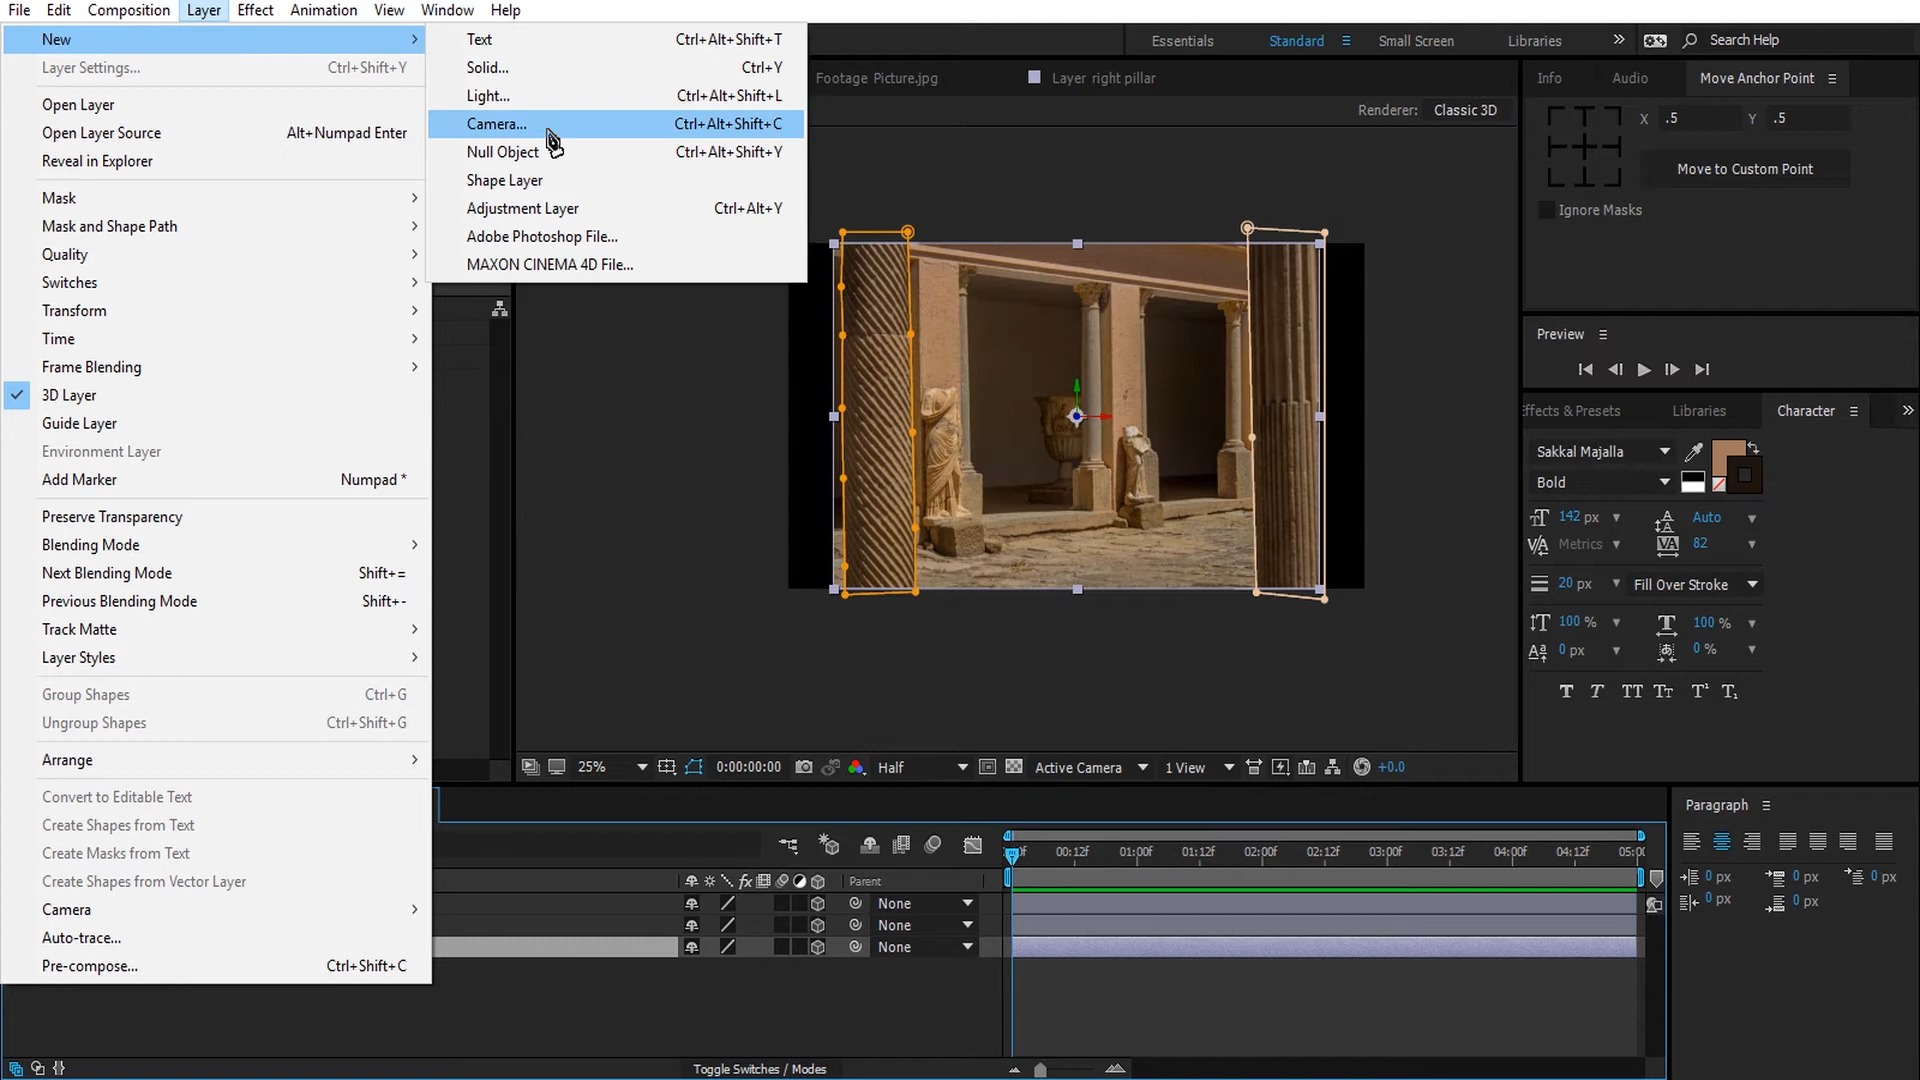 File Edit Composition Layer Effect Animation View Window Help
New
Layer Settings... Ctrl+Shift+Y
Open Layer
Open Layer Source Alt+Numpad Enter
Reveal in Explorer
Mask
Mask and Shape Path
Quality
Switches
Transform
Time
Frame Blending
3D Layer
Guide Layer
Environment Layer
Add Marker Numpad *
Preserve Transparency
Blending Mode
Next Blending Mode Shift+=
Previous Blending Mode Shift+-
Track Matte
Layer Styles
Group Shapes Ctrl+G
Ungroup Shapes Ctrl+Shift+G
Arrange
Convert to Editable Text
Create Shapes from Text
Create Masks from Text
Create Shapes from Vector Layer
Camera
Auto-trace...
Pre-compose... Ctrl+Shift+C
Text Ctrl+Alt+Shift+T
Solid... Ctrl+Y
Light... Ctrl+Alt+Shift+L
Camera... Ctrl+Alt+Shift+C
Null Object Ctrl+Alt+Shift+Y
Shape Layer
Adjustment Layer Ctrl+Alt+Y
Adobe Photoshop File...
MAXON CINEMA 4D File...
Essentials Standard Small Screen Libraries Search Help
Footage Picture.jpg Layer right pillar
Renderer: Classic 3D
Info Audio Move Anchor Point
X .5 Y .5
Move to Custom Point
Ignore Masks
Preview
ffects & Presets Libraries Character
Sakkal Majalla
Bold
142 px Auto
Metrics 82
20 px Fill Over Stroke
100 % 100 %
0 px 0 %
25% 0:00:00:00 Half Active Camera 1 View +0.0
00:12f 01:00f 01:12f 02:00f 02:12f 03:00f 03:12f 04:00f 04:12f 05:00
Parent
None
None
None
Toggle Switches / Modes
Paragraph
0 px 0 px 0 px
0 px 0 px